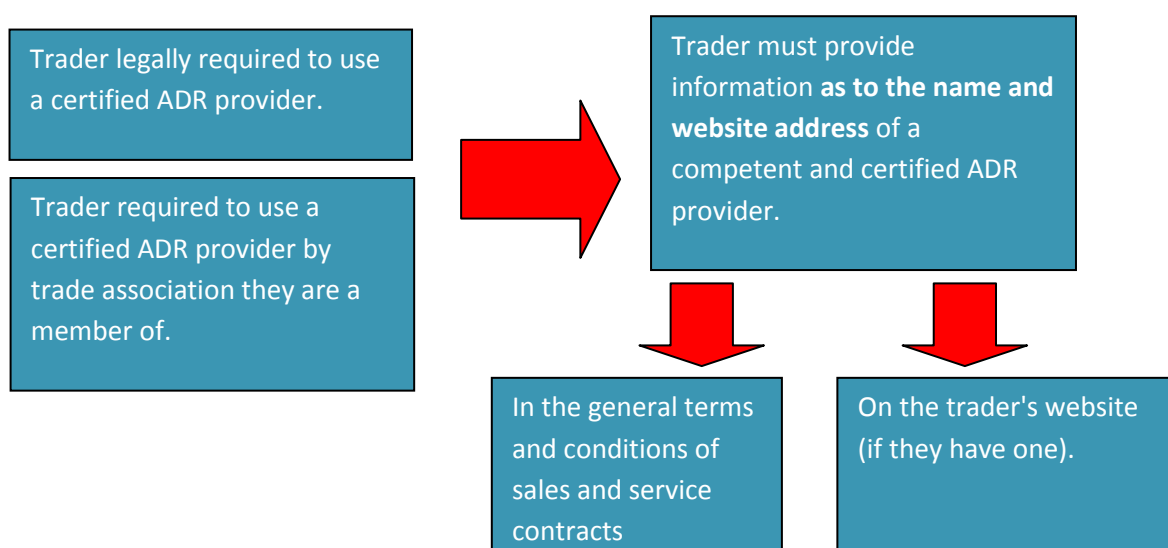 Trader legally required to use
a certified ADR provider.
Trader required to use a
certified ADR provider by
trade association they are a
member of.
Trader must provide
information as to the name and
website address of a
competent and certified ADR
provider.
In the general terms
and conditions of
sales and service
contracts
On the trader's website
(if they have one).